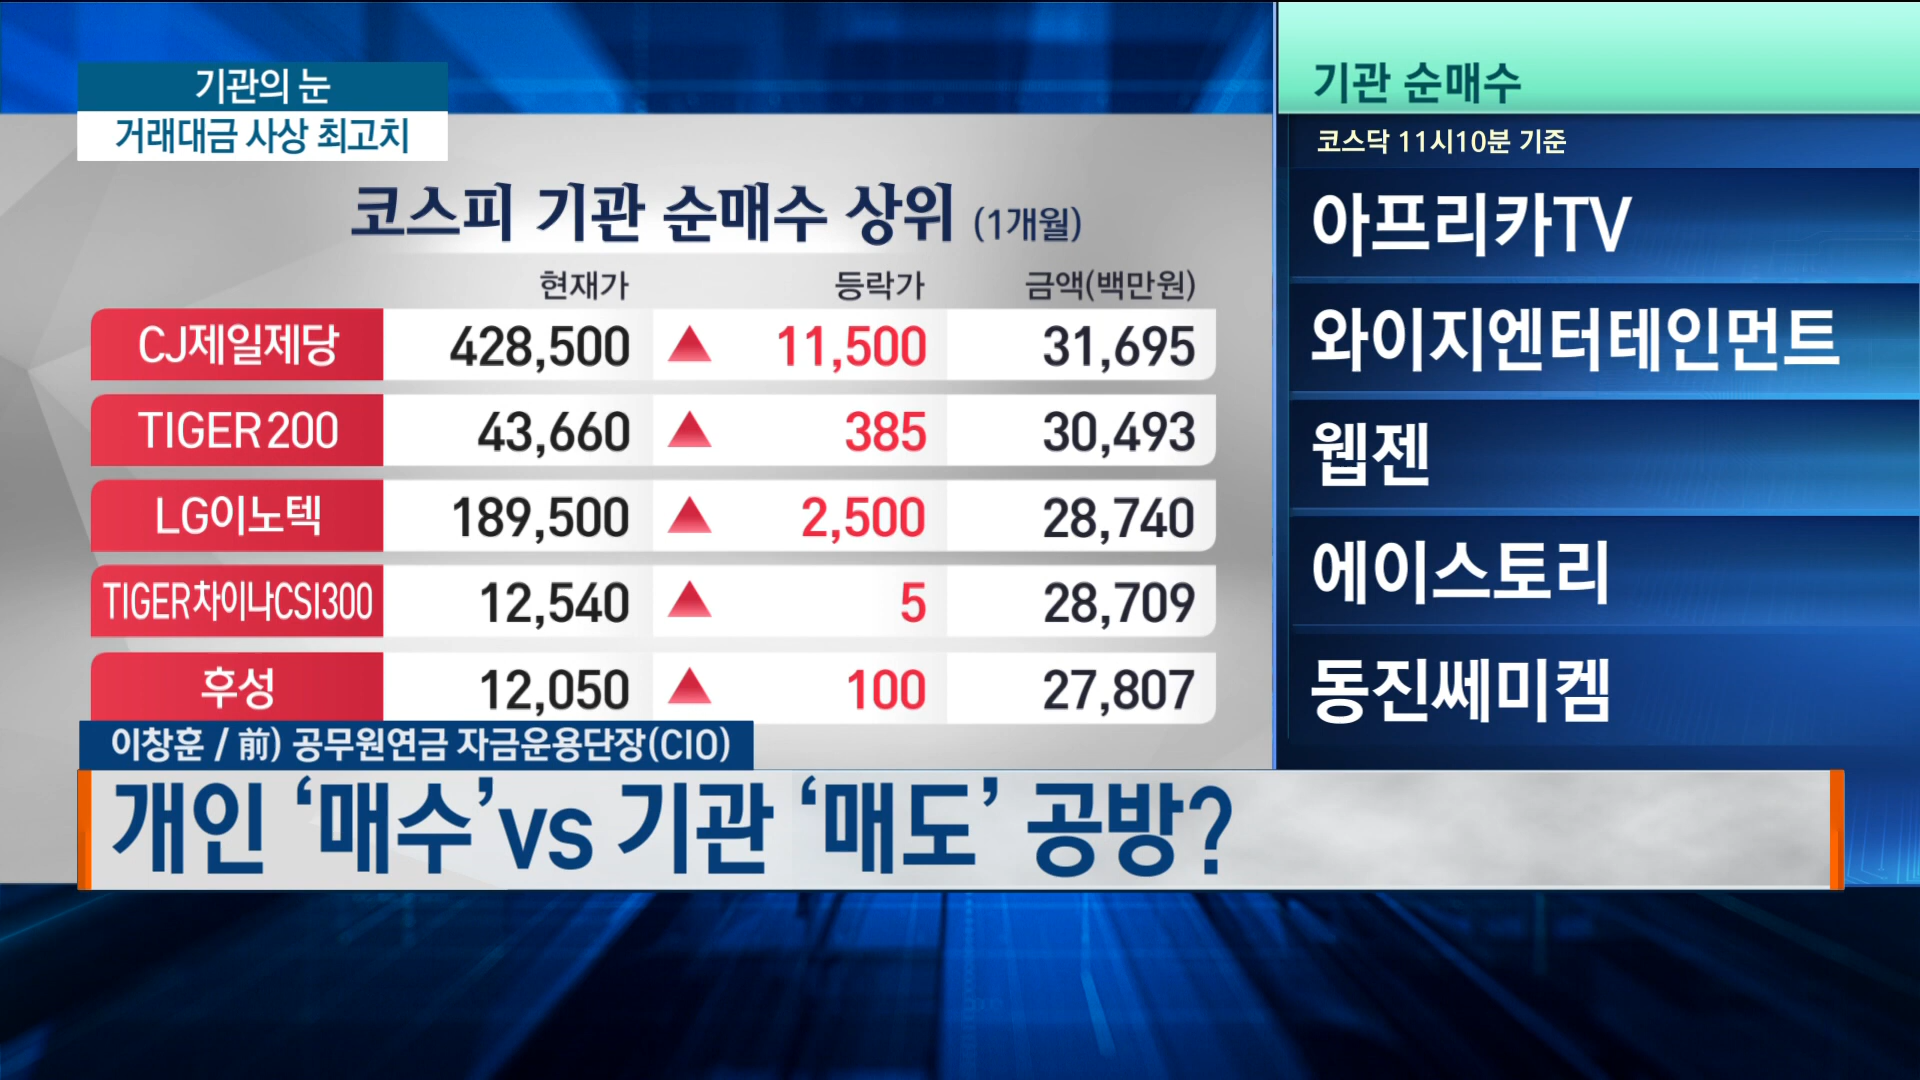 기관의 눈
거래대금 사상 최고치
코스피 기관 순매수 상위 (1개월)
현재가 등락가 금액(백만원)
CJ제일제당 428,500 ▲ 11,500 31,695
TIGER200 43,660 ▲ 385 30,493
LG이노텍 189,500 ▲ 2,500 28,740
TIGER차이나CSI300 12,540 ▲ 5 28,709
후성 12,050 ▲ 100 27,807
이창훈 / 前) 공무원연금 자금운용단장(CIO)
개인 ‘매수’vs 기관 ‘매도’ 공방?
기관 순매수
코스닥 11시10분 기준
아프리카TV
와이지엔터테인먼트
웹젠
에이스토리
동진쎄미켐